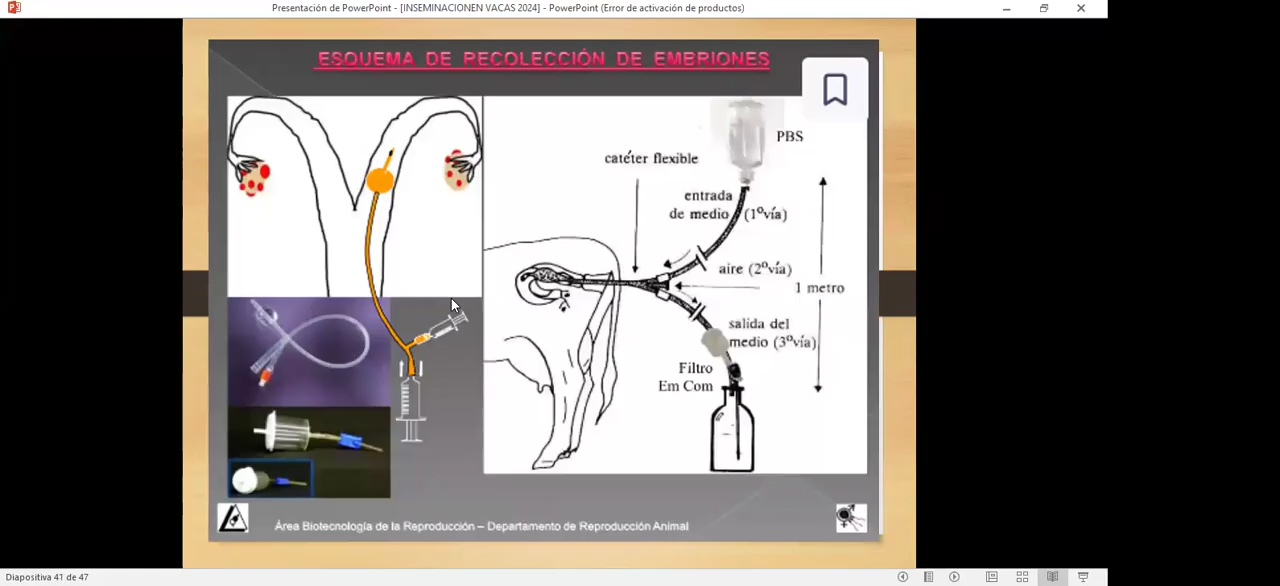 Presentación de PowerPoint - [INSEMINACIONEN VACAS 2024] - PowerPoint (Error de activación de productos)
ESQUEMA DE RECOLECCIÓN DE EMBRIONES
PBS
catéter flexible
entrada
de medio (1ºvía)
aire (2ºvía)
1 metro
salida del
medio (3ºvía)
Filtro
Em Com
Área Biotecnología de la Reproducción – Departamento de Reproducción Animal
Diapositiva 41 de 47